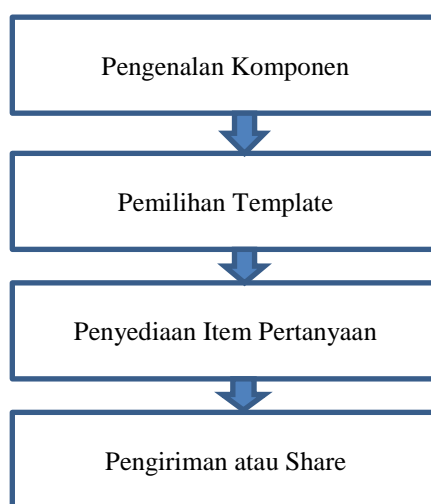 Pengenalan Komponen
Pemilihan Template
Penyediaan Item Pertanyaan
Pengiriman atau Share